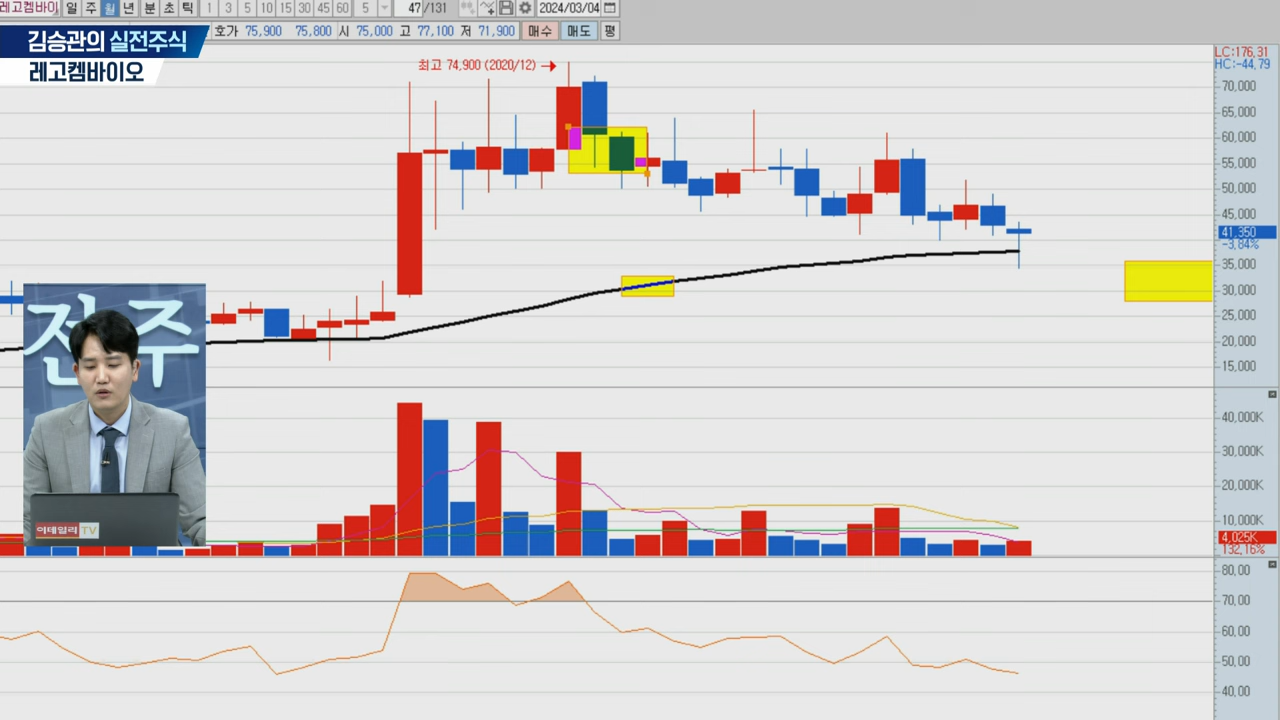 레고켐바이 일 주 월 년 분 초 틱 1 3 5 10 15 30 45 60 5 47 /131 2024/03/04
호가 75,900 75,800 시 75,000 고 77,100 저 71,900 매수 매도 평
김승관의 실전주식
레고켐바이오
최고 74,900 (2020/12) →
LC:176,31
HC:-44,79
70,000
65,000
60,000
55,000
50,000
45,000
41,350
-3,84%
35,000
30,000
25,000
20,000
15,000
전주
이데일리 TV
40,000K
30,000K
20,000K
10,000K
4,025K
132,16%
80,00
70,00
60,00
50,00
40,00